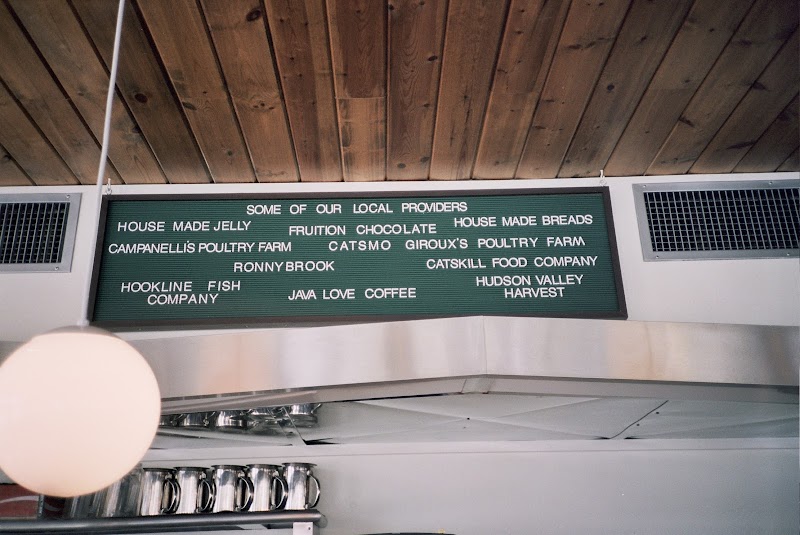 SOME OF OUR LOCAL PROVIDERS
HOUSE MADE JELLY FRUITION CHOCOLATE HOUSE MADE BREADS
CAMPANELLI'S POULTRY FARM CATSMO GIROUX'S POULTRY FARM
RONNYBROOK CATSKILL FOOD COMPANY
HOOKLINE FISH
COMPANY
JAVA LOVE COFFEE
HUDSON VALLEY
HARVEST